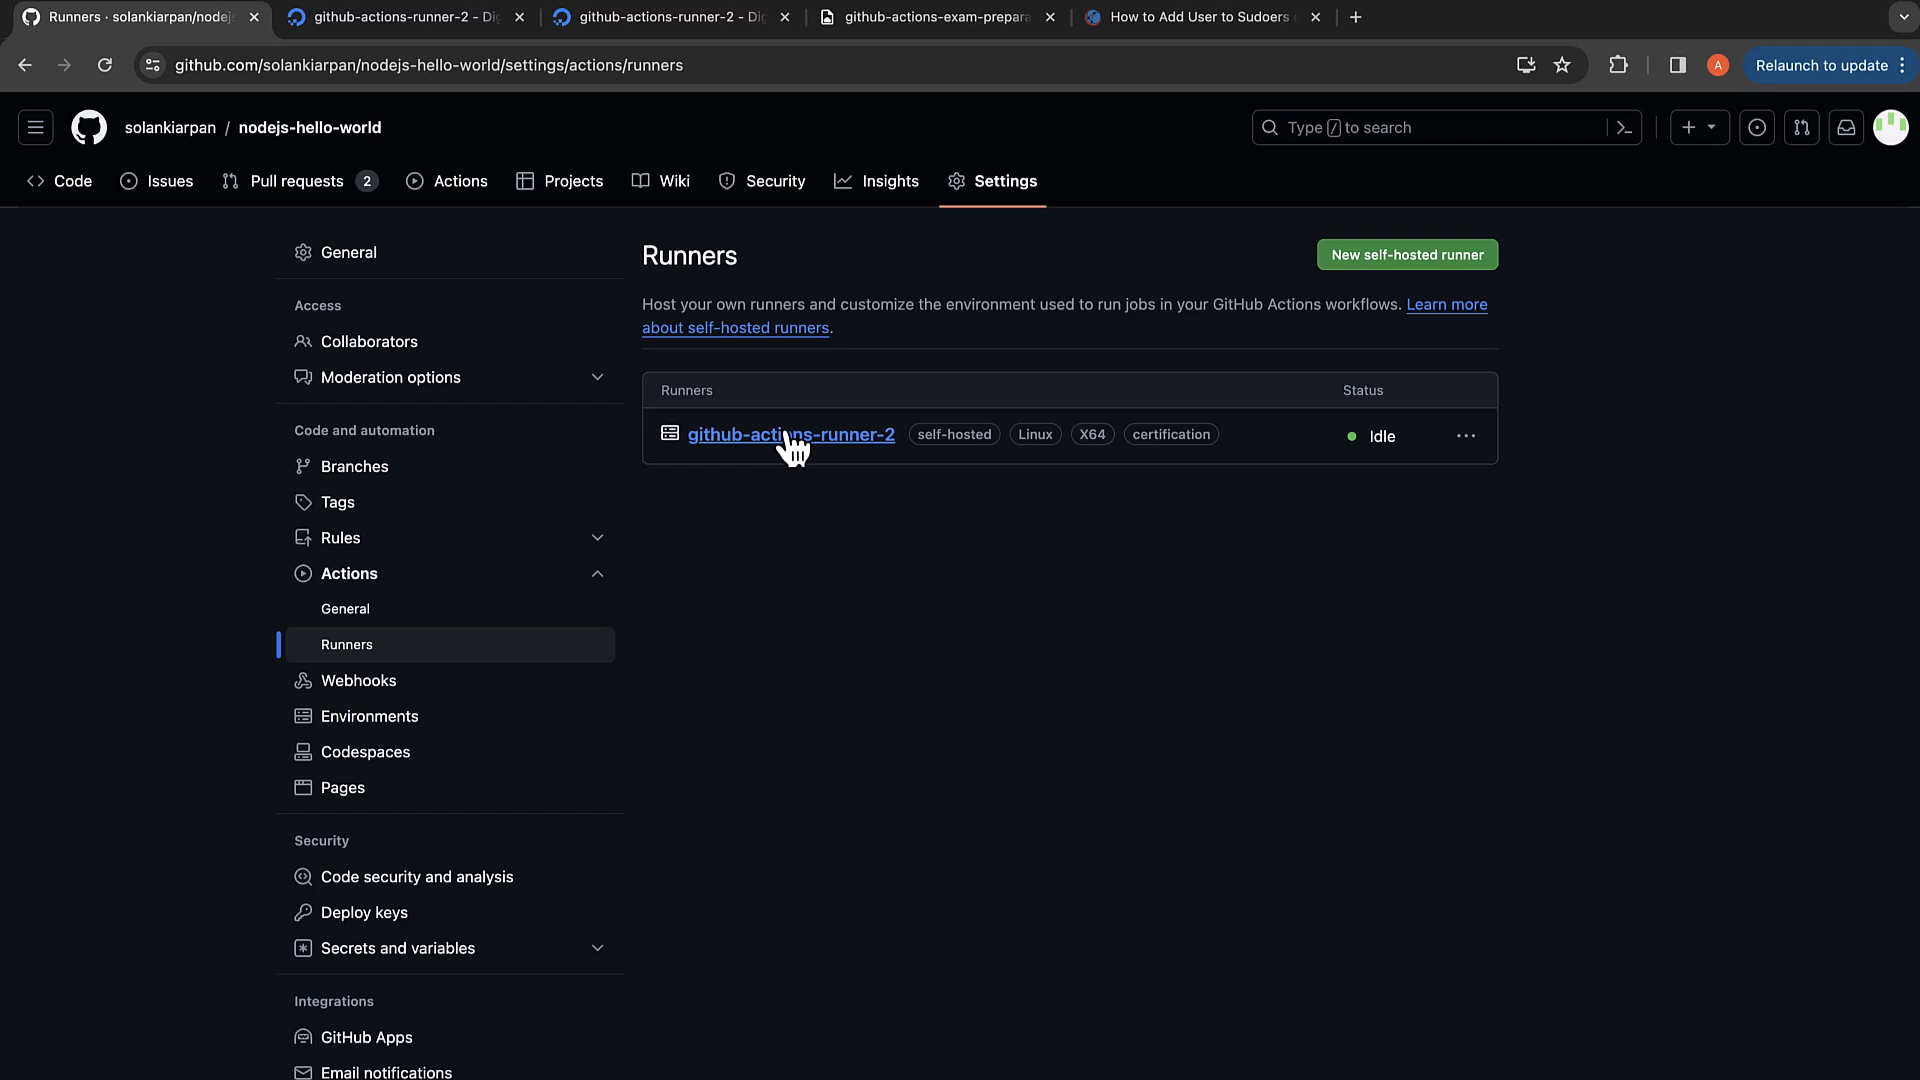 Runners · solankiarpan/nodej
github-actions-runner-2 - Dig
github-actions-runner-2 - Dig
github-actions-exam-prepara
How to Add User to Sudoers
github.com/solankiarpan/nodejs-hello-world/settings/actions/runners
A
Relaunch to update
solankiarpan / nodejs-hello-world
Type / to search
Code
Issues
Pull requests 2
Actions
Projects
Wiki
Security
Insights
Settings
General
Access
Collaborators
Moderation options
Code and automation
Branches
Tags
Rules
Actions
General
Runners
Webhooks
Environments
Codespaces
Pages
Security
Code security and analysis
Deploy keys
Secrets and variables
Integrations
GitHub Apps
Email notifications
Runners
New self-hosted runner
Host your own runners and customize the environment used to run jobs in your GitHub Actions workflows. Learn more
about self-hosted runners.
Runners
Status
github-actions-runner-2
self-hosted
Linux
X64
certification
Idle